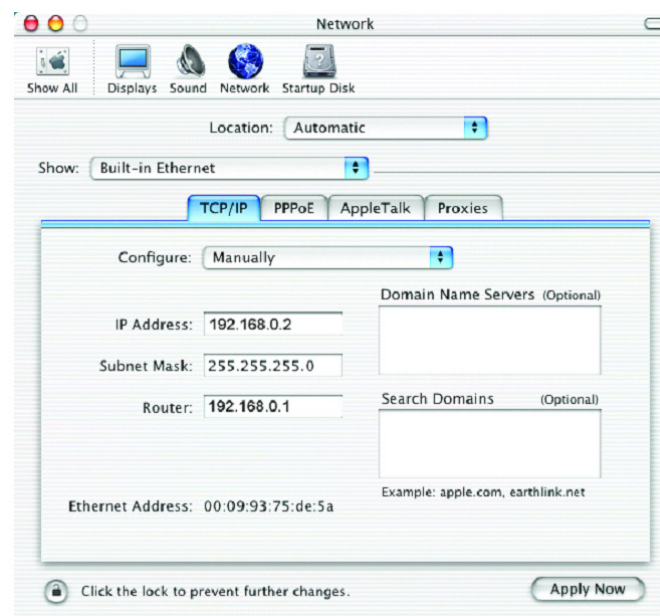 Network
Show All
Displays
Sound
Network
Startup Disk
?
Location: Automatic
Show: Built-in Ethernet
TCP/IP
PPPoE
AppleTalk
Proxies
Configure: Manually
Domain Name Servers (Optional)
IP Address: 192.168.0.2
Subnet Mask: 255.255.255.0
Router: 192.168.0.1
Search Domains (Optional)
Example: apple.com, earthlink.net
Ethernet Address: 00:09:93:75:de:5a
Click the lock to prevent further changes.
Apply Now